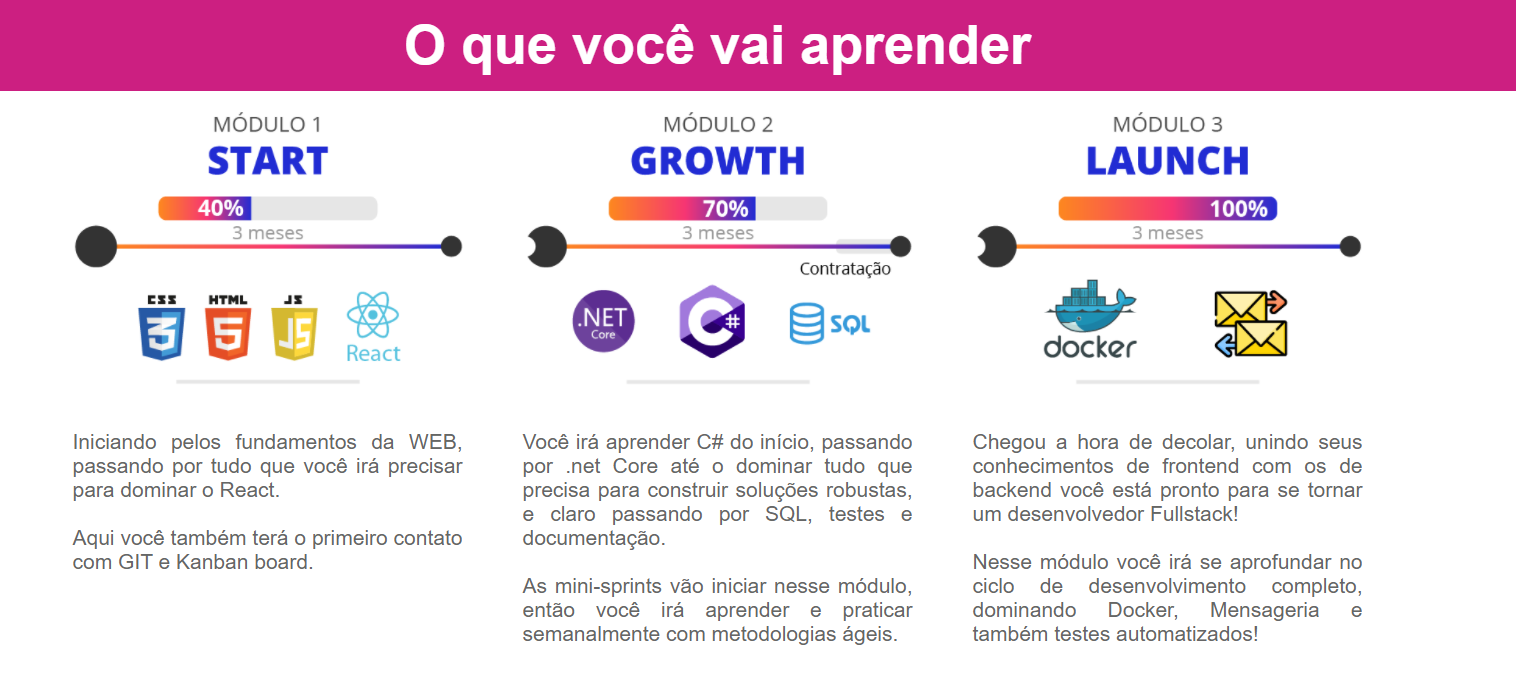 O que você vai aprender
MÓDULO 1
START
40%
3 meses
CSS HTML JS
3 5 JS
React
Iniciando pelos fundamentos da WEB,
passando por tudo que você irá precisar
para dominar o React.
Aqui você também terá o primeiro contato
com GIT e Kanban board.
MÓDULO 2
GROWTH
70%
3 meses
Contratação
.NET
Core
C#
SQL
Você irá aprender C# do início, passando
por .net Core até o dominar tudo que
precisa para construir soluções robustas,
e claro passando por SQL, testes e
documentação.
As mini-sprints vão iniciar nesse módulo,
então você irá aprender e praticar
semanalmente com metodologias ágeis.
MÓDULO 3
LAUNCH
100%
3 meses
docker
Chegou a hora de decolar, unindo seus
conhecimentos de frontend com os de
backend você está pronto para se tornar
um desenvolvedor Fullstack!
Nesse módulo você irá se aprofundar no
ciclo de desenvolvimento completo,
dominando Docker, Mensageria e
também testes automatizados!